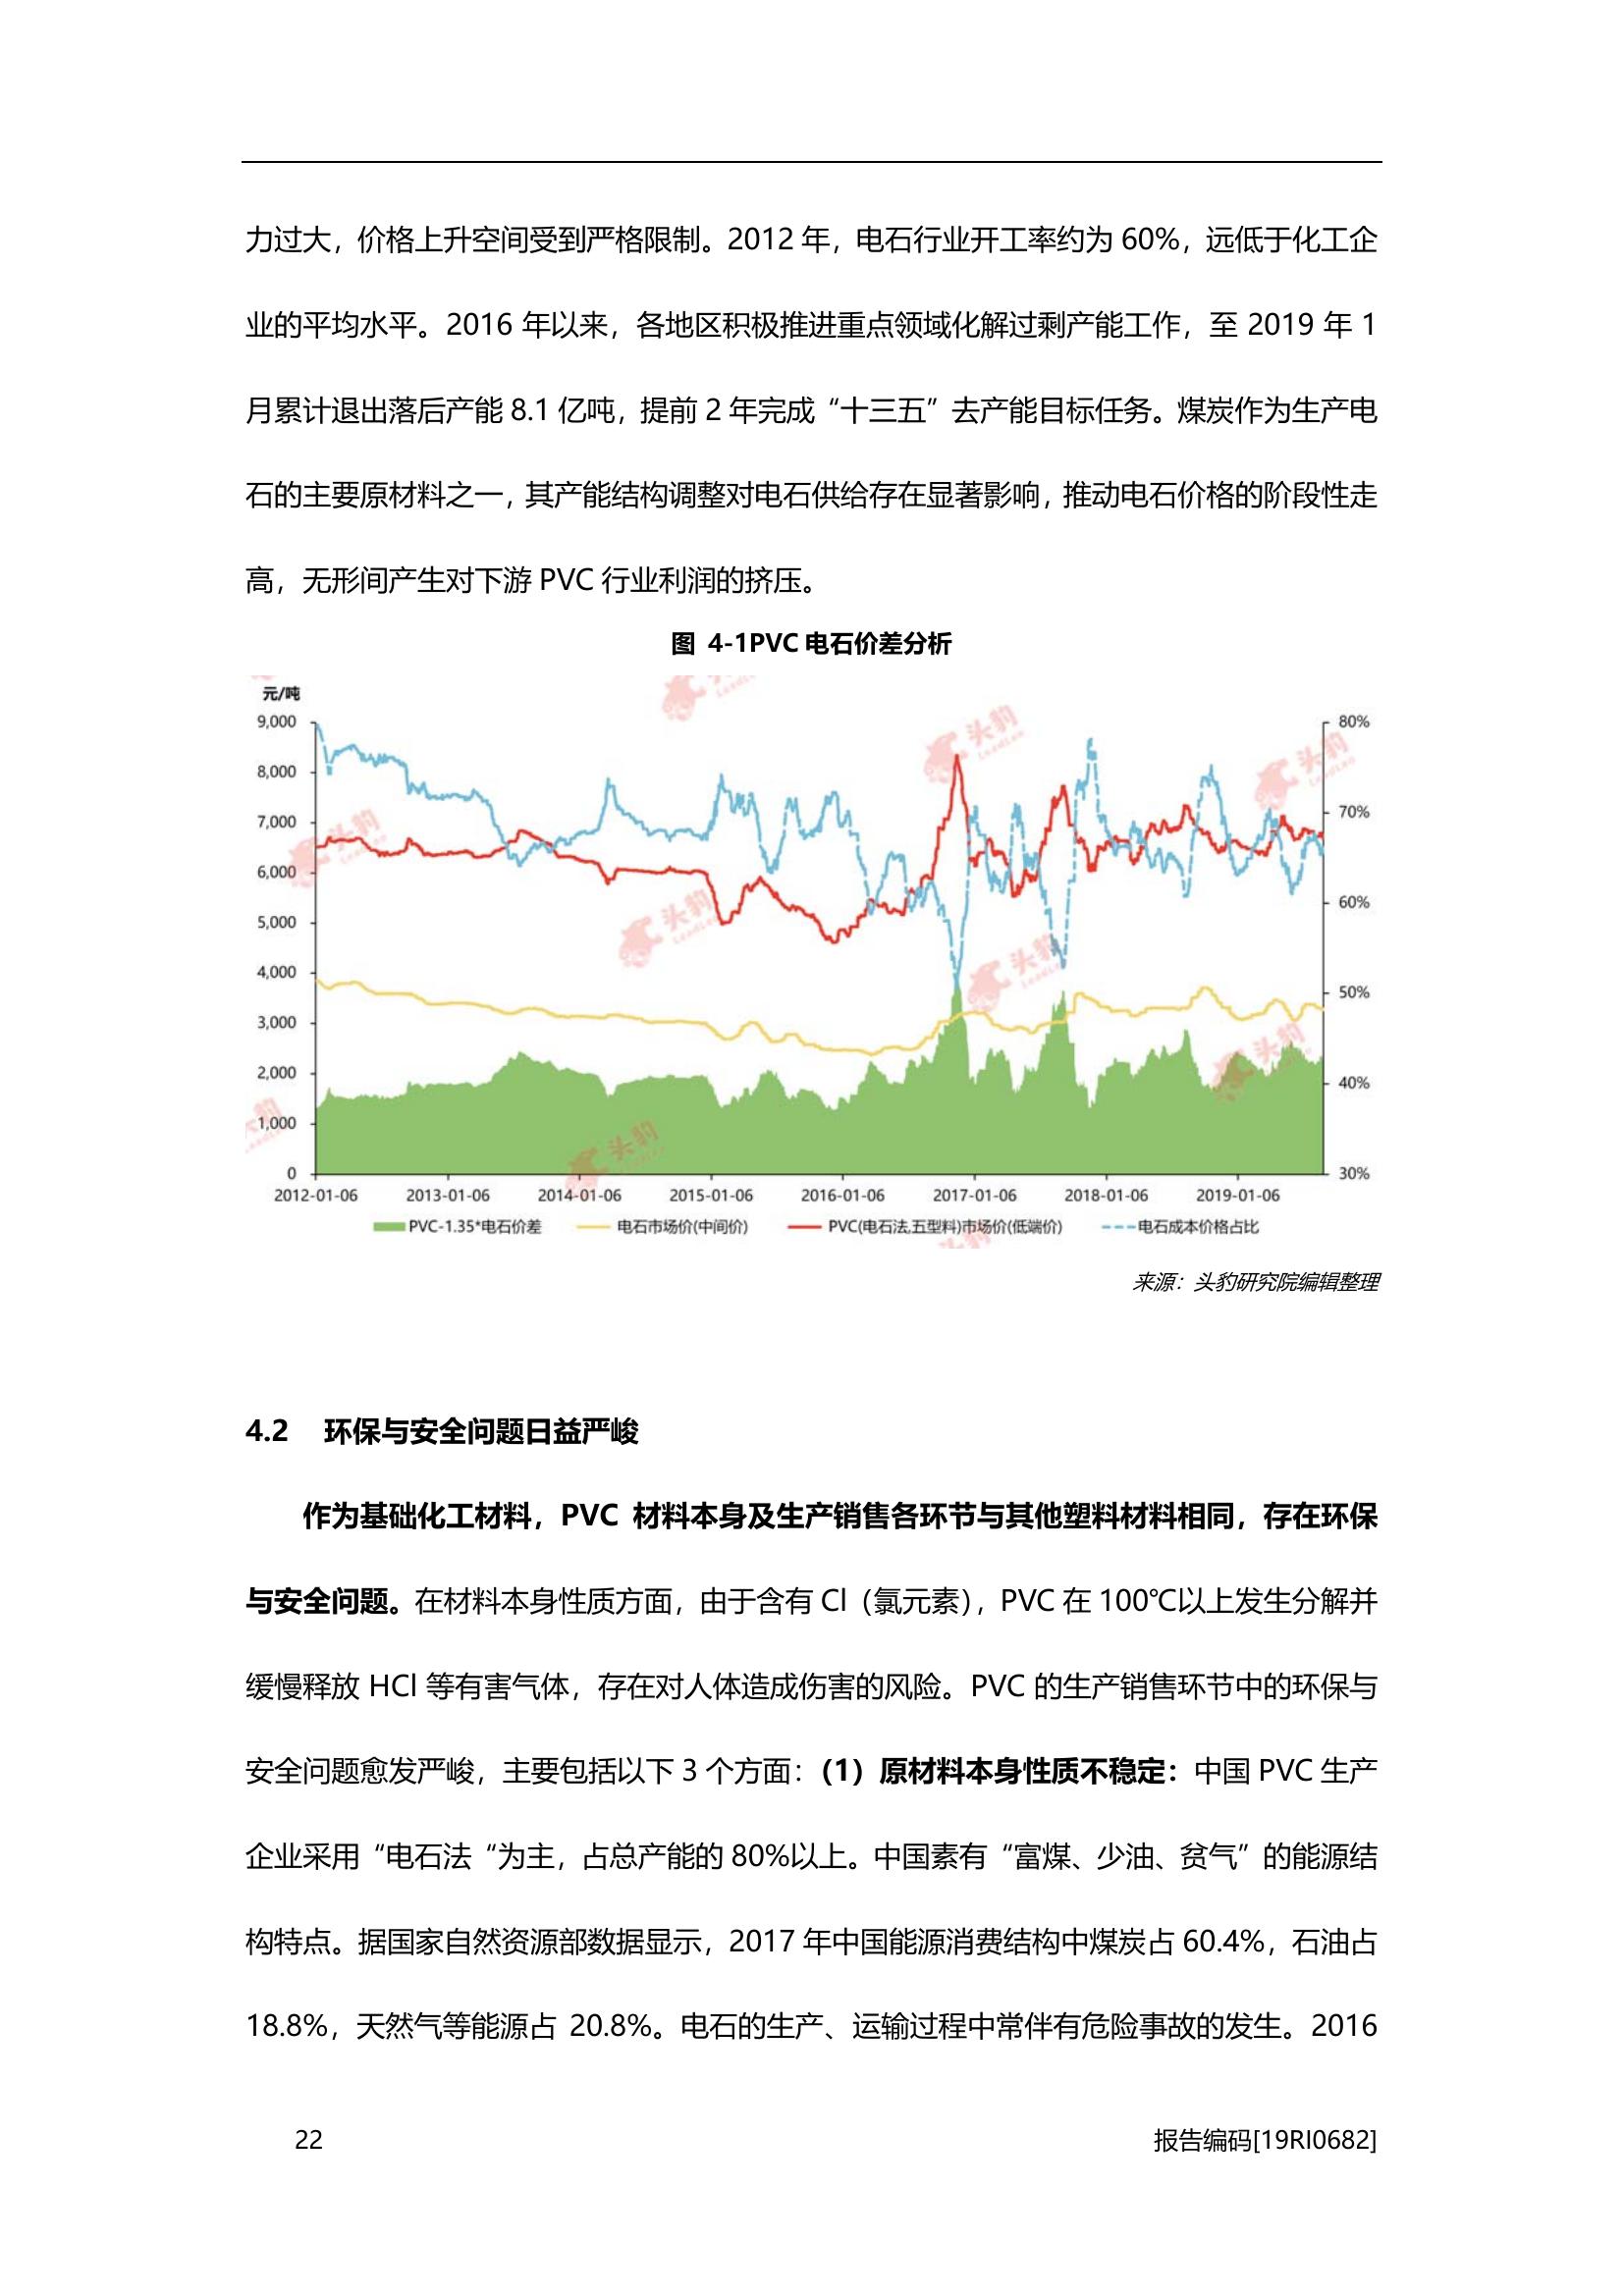 力过大，价格上升空间受到严格限制。2012 年，电石行业开工率约为 60%，远低于化工企
业的平均水平。2016 年以来，各地区积极推进重点领域化解过剩产能工作，至 2019 年 1
月累计退出落后产能 8.1 亿吨，提前 2 年完成“十三五”去产能目标任务。煤炭作为生产电
石的主要原材料之一，其产能结构调整对电石供给存在显著影响，推动电石价格的阶段性走
高，无形间产生对下游 PVC 行业利润的挤压。
图 4-1PVC 电石价差分析
元/吨
9,000
8,000
7,000
6,000
5,000
4,000
3,000
2,000
1,000
0
80%
70%
60%
50%
40%
30%
2012-01-06 2013-01-06 2014-01-06 2015-01-06 2016-01-06 2017-01-06 2018-01-06 2019-01-06
PVC-1.35*电石价差 电石市场价(中间价) PVC(电石法,五型料)市场价(低端价) 电石成本价格占比
头豹
LeadLeo
来源：头豹研究院编辑整理
4.2 环保与安全问题日益严峻
作为基础化工材料，PVC 材料本身及生产销售各环节与其他塑料材料相同，存在环保
与安全问题。在材料本身性质方面，由于含有 Cl（氯元素），PVC 在 100℃以上发生分解并
缓慢释放 HCl 等有害气体，存在对人体造成伤害的风险。PVC 的生产销售环节中的环保与
安全问题愈发严峻，主要包括以下 3 个方面：（1）原材料本身性质不稳定：中国 PVC 生产
企业采用“电石法“为主，占总产能的 80%以上。中国素有“富煤、少油、贫气”的能源结
构特点。据国家自然资源部数据显示，2017 年中国能源消费结构中煤炭占 60.4%，石油占
18.8%，天然气等能源占 20.8%。电石的生产、运输过程中常伴有危险事故的发生。2016
22
报告编码[19RI0682]